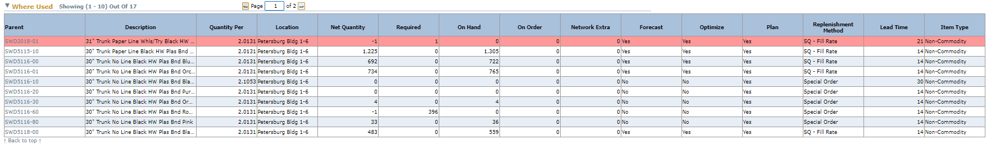 Where Used Showing (1 - 10) Out Of 17 Page 1 of 2
Parent Description Quantity Per Location Net Quantity Required On Hand On Order Network Extra Forecast Optimize Plan Replenishment Method Lead Time Item Type
SWD2018-01 31" Trunk Paper Line Whls/Try Black HW ... 2.0131 Petersburg Bldg 1-6 -1 1 0 0 0 Yes Yes Yes SQ - Fill Rate 21 Non-Commodity
SWD5115-10 30" Trunk Paper Line Black HW Plas Bnd ... 2.0131 Petersburg Bldg 1-6 1,225 0 1,305 0 0 Yes Yes Yes SQ - Fill Rate 14 Non-Commodity
SWD5116-00 30" Trunk No Line Black HW Plas Bnd Blu... 2.0131 Petersburg Bldg 1-6 692 0 722 0 0 Yes Yes Yes SQ - Fill Rate 14 Non-Commodity
SWD5116-01 30" Trunk No Line Black HW Plas Bnd Orc... 2.0131 Petersburg Bldg 1-6 734 0 765 0 0 Yes Yes Yes SQ - Fill Rate 14 Non-Commodity
SWD5116-10 30" Trunk No Line Black HW Plas Bnd Bla... 2.1053 Petersburg Bldg 1-6 0 0 0 0 0 No No Yes Special Order 30 Non-Commodity
SWD5116-20 30" Trunk No Line Black HW Plas Bnd Pur... 2.0131 Petersburg Bldg 1-6 0 0 0 0 0 No No Yes Special Order 14 Non-Commodity
SWD5116-30 30" Trunk No Line Black HW Plas Bnd Or... 2.0131 Petersburg Bldg 1-6 4 0 4 0 0 No No Yes Special Order 14 Non-Commodity
SWD5116-60 30" Trunk No Line Black HW Plas Bnd Ro... 2.0131 Petersburg Bldg 1-6 -1 396 0 0 0 No No Yes Special Order 14 Non-Commodity
SWD5116-80 30" Trunk No Line Black HW Plas Bnd Pink 2.0131 Petersburg Bldg 1-6 33 0 36 0 0 No No Yes Special Order 14 Non-Commodity
SWD5118-00 30" Trunk No Line Black HW Plas Bnd Bla... 2.0131 Petersburg Bldg 1-6 483 0 559 0 0 Yes Yes Yes SQ - Fill Rate 14 Non-Commodity
↑ Back to top ↑